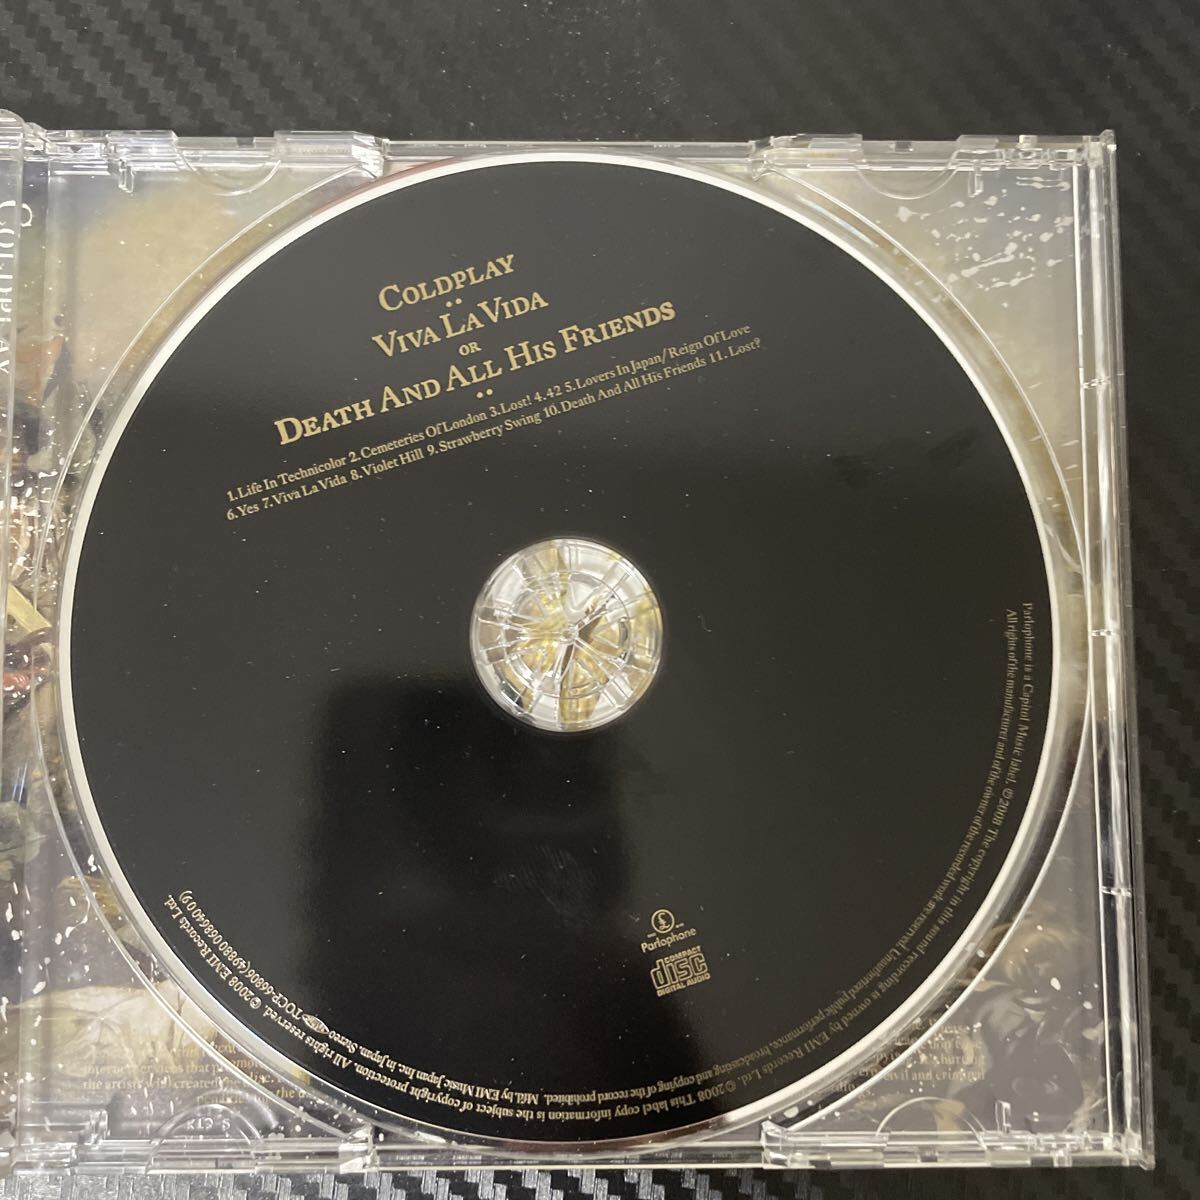 COLDPLAY
VIVA LA VIDA
OR
DEATH AND ALL HIS FRIENDS
1.Life In Technicolor 2.Cemeteries Of London 3.Lost! 4.42 5.Lovers In Japan/Reign Of Love
6.Yes 7.Viva La Vida 8.Violet Hill 9.Strawberry Swing 10.Death And All His Friends 11.Lost?
Parlophone is a Capitol Music label. ℗2008 The copyright in this sound recording is owned by EMI Records Ltd. ©2008 This label copy information is the subject of copyright protection. All rights reserved. ©2008 EMI Records Ltd.
All rights of the manufacturer and of the owner of the recorded work are reserved. Unauthorized public performance, broadcasting and copying of the record prohibited. Mfd by EMI Music Japan Inc. in Japan. Stereo TOCP-66806 (4988006864009)
Parlophone
COMPACT
disc
DIGITAL AUDIO
COLDPLAY